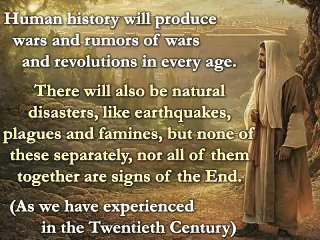 Human history will produce
wars and rumors of wars
and revolutions in every age.
There will also be natural
disasters, like earthquakes,
plagues and famines, but none of
these separately, nor all of them
together are signs of the End.
(As we have experienced
in the Twentieth Century)